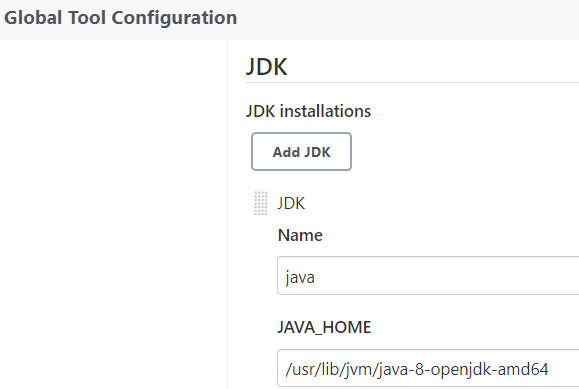 Global Tool Configuration
JDK
JDK installations
Add JDK
JDK
Name
java
JAVA_HOME
/usr/lib/jvm/java-8-openjdk-amd64